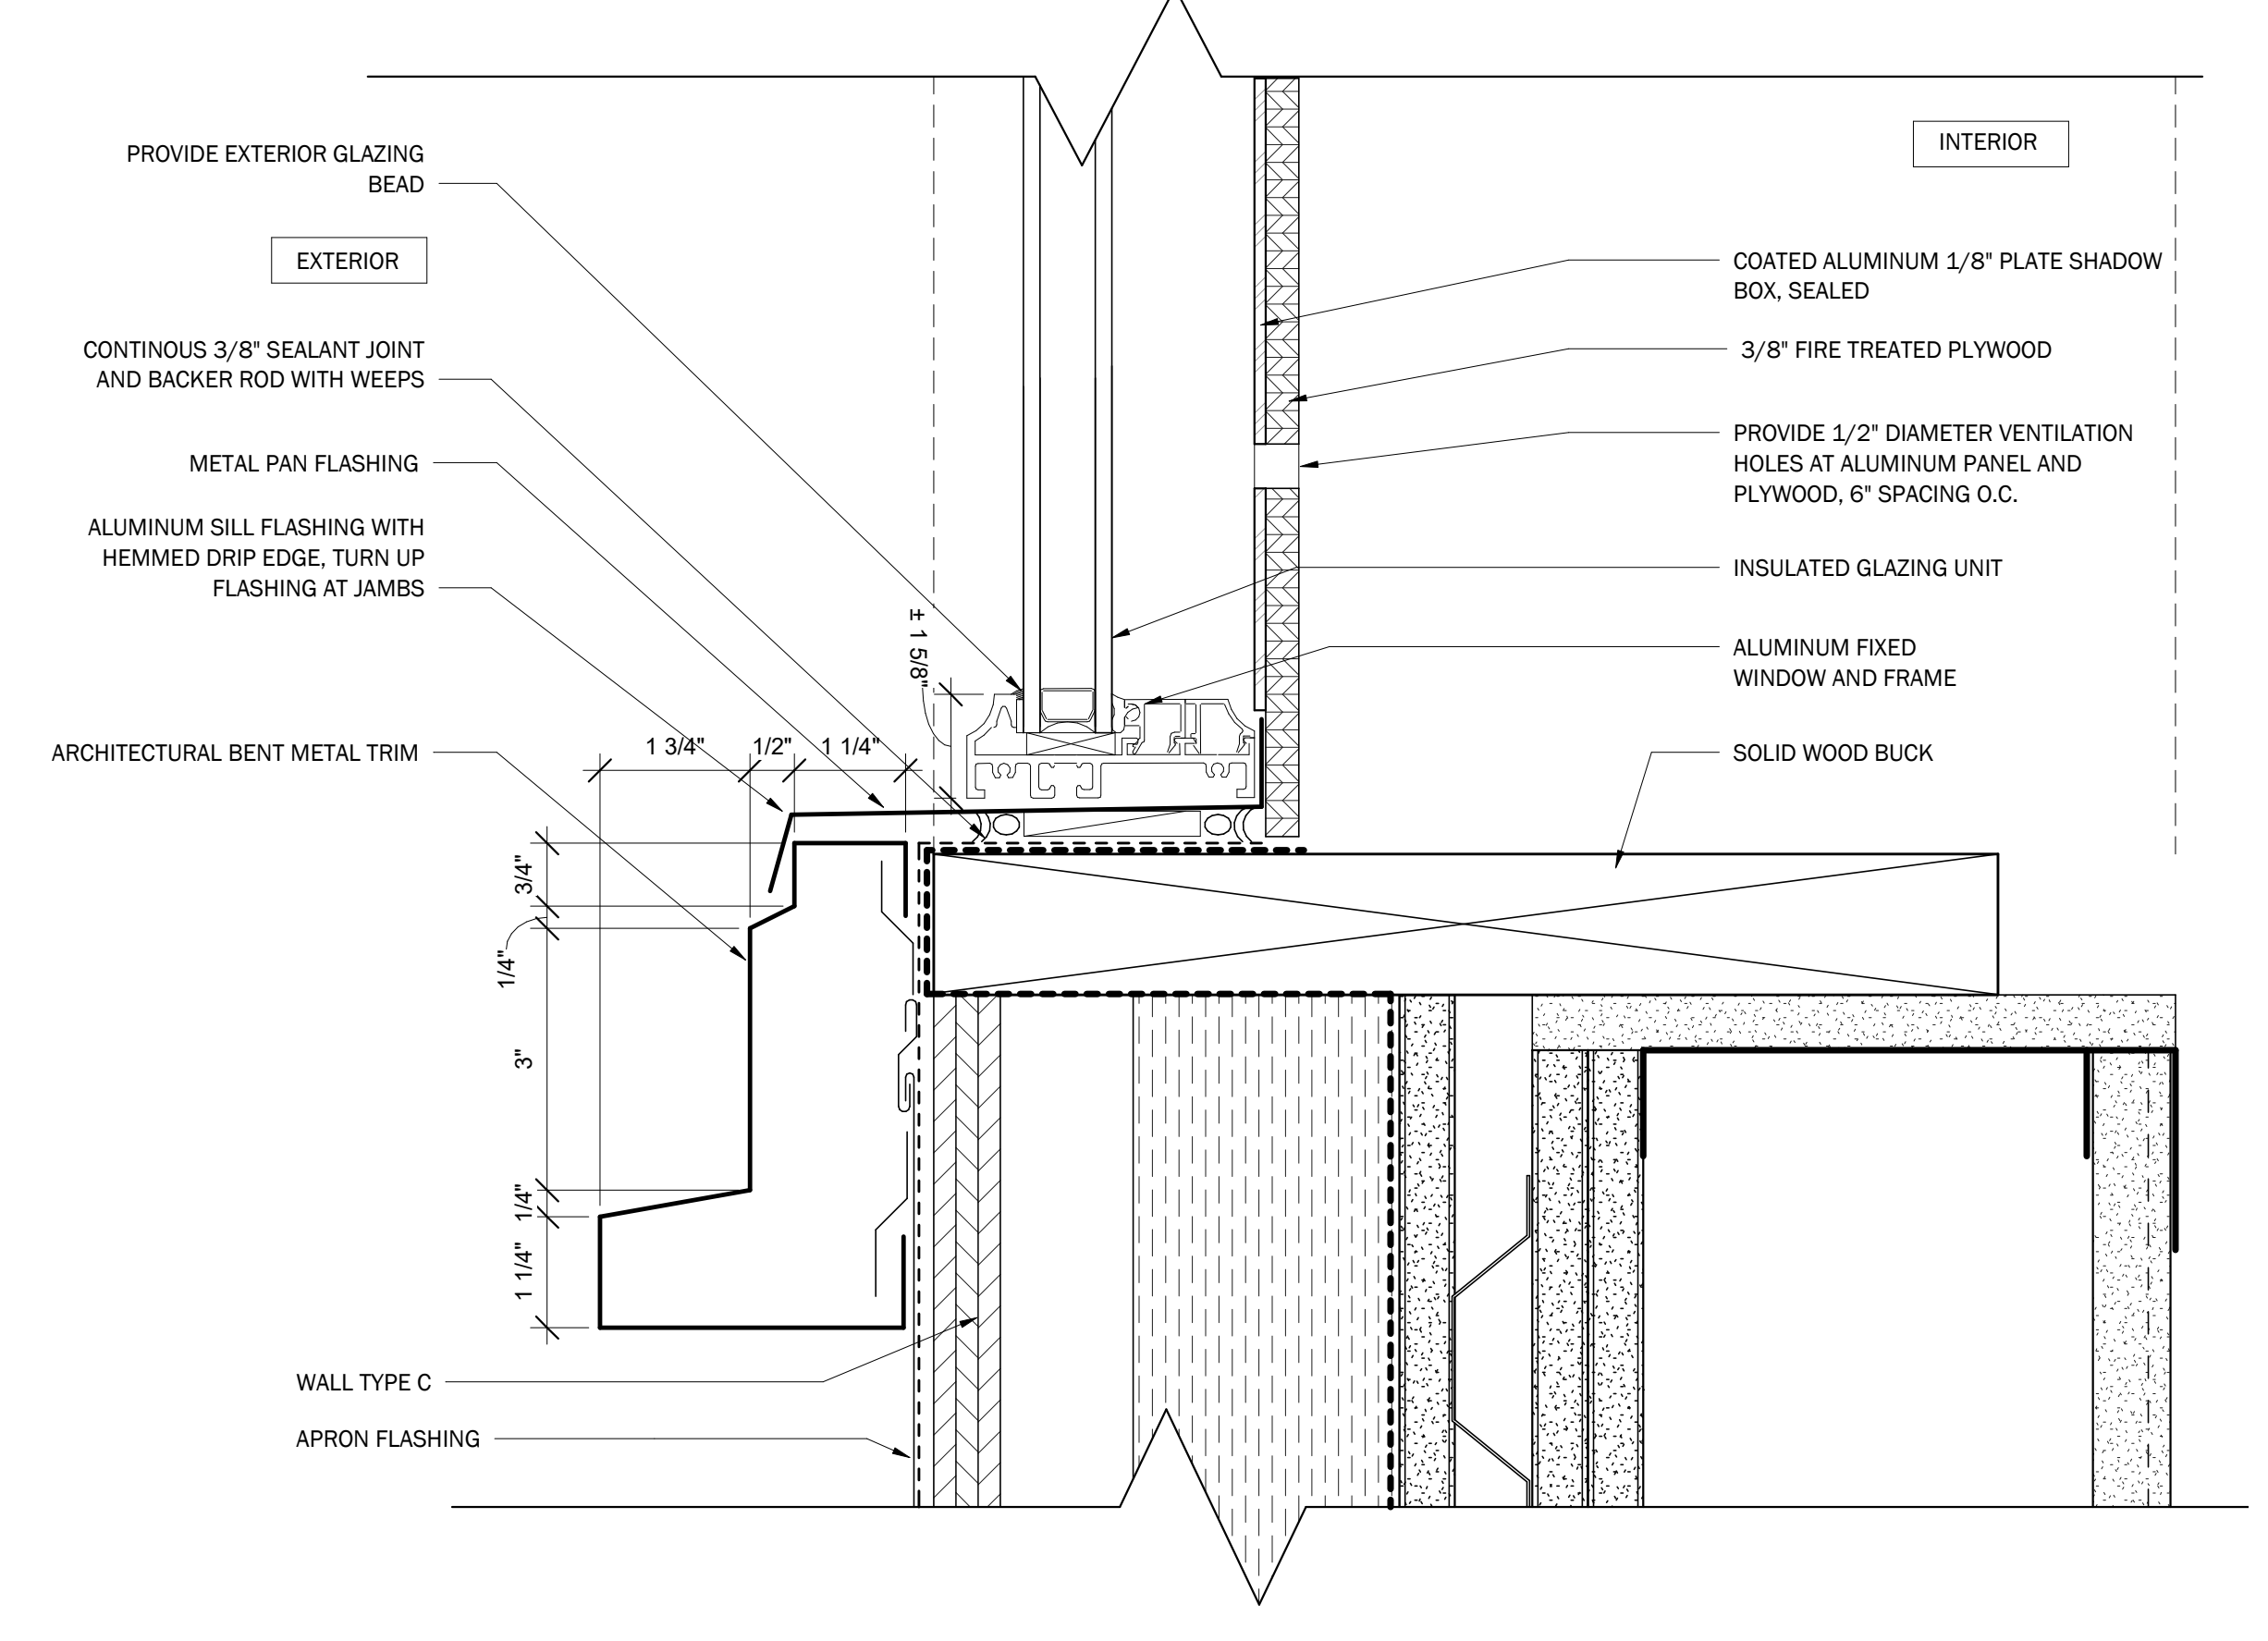 PROVIDE EXTERIOR GLAZING
BEAD
EXTERIOR
CONTINOUS 3/8" SEALANT JOINT
AND BACKER ROD WITH WEEPS
METAL PAN FLASHING
ALUMINUM SILL FLASHING WITH
HEMMED DRIP EDGE, TURN UP
FLASHING AT JAMBS
ARCHITECTURAL BENT METAL TRIM
1 3/4"
1/2"
1 1/4"
± 1 5/8"
3/4"
1/4"
3"
1/4"
1 1/4"
WALL TYPE C
APRON FLASHING
INTERIOR
COATED ALUMINUM 1/8" PLATE SHADOW
BOX, SEALED
3/8" FIRE TREATED PLYWOOD
PROVIDE 1/2" DIAMETER VENTILATION
HOLES AT ALUMINUM PANEL AND
PLYWOOD, 6" SPACING O.C.
INSULATED GLAZING UNIT
ALUMINUM FIXED
WINDOW AND FRAME
SOLID WOOD BUCK